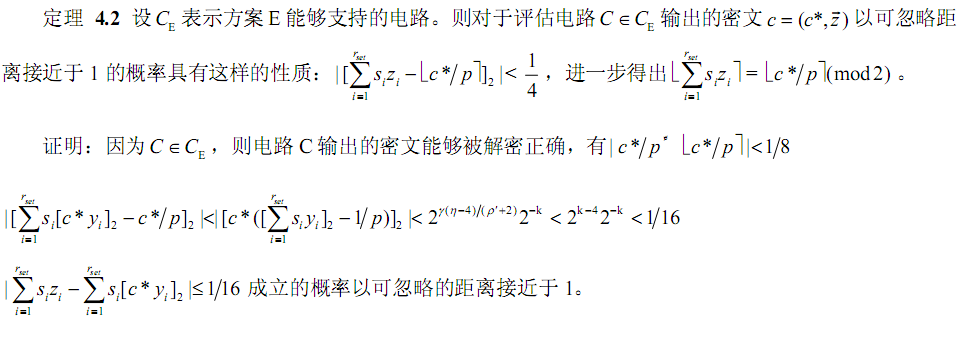 定理 4.2 设 $C_{\mathrm{E}}$ 表示方案 E 能够支持的电路。则对于评估电路 $C \in C_{\mathrm{E}}$ 输出的密文 $c = (c^*, \vec{z})$ 以可忽略距
离接近于 1 的概率具有这样的性质：$|[\sum_{i=1}^{r_{set}} s_i z_i - \lfloor c^*/p \rceil]_2| < \frac{1}{4}$，进一步得出 $\lfloor \sum_{i=1}^{r_{set}} s_i z_i \rceil = \lfloor c^*/p \rceil (\bmod 2)$ 。
证明：因为 $C \in C_{\mathrm{E}}$，则电路 C 输出的密文能够被解密正确，有 $| c^*/p \text{° } \lfloor c^*/p \rceil | < 1/8$
$|[\sum_{i=1}^{r_{set}} s_i [c^* y_i]_2 - c^*/p]_2| < |[c^* ([\sum_{i=1}^{r_{set}} s_i y_i]_2 - 1/p)]_2| < 2^{\gamma(\eta-4)/(\rho'+2)} 2^{-k} < 2^{k-4} 2^{-k} < 1/16$
$|\sum_{i=1}^{r_{set}} s_i z_i - \sum_{i=1}^{r_{set}} s_i [c^* y_i]_2| \leq 1/16$ 成立的概率以可忽略的距离接近于 1。